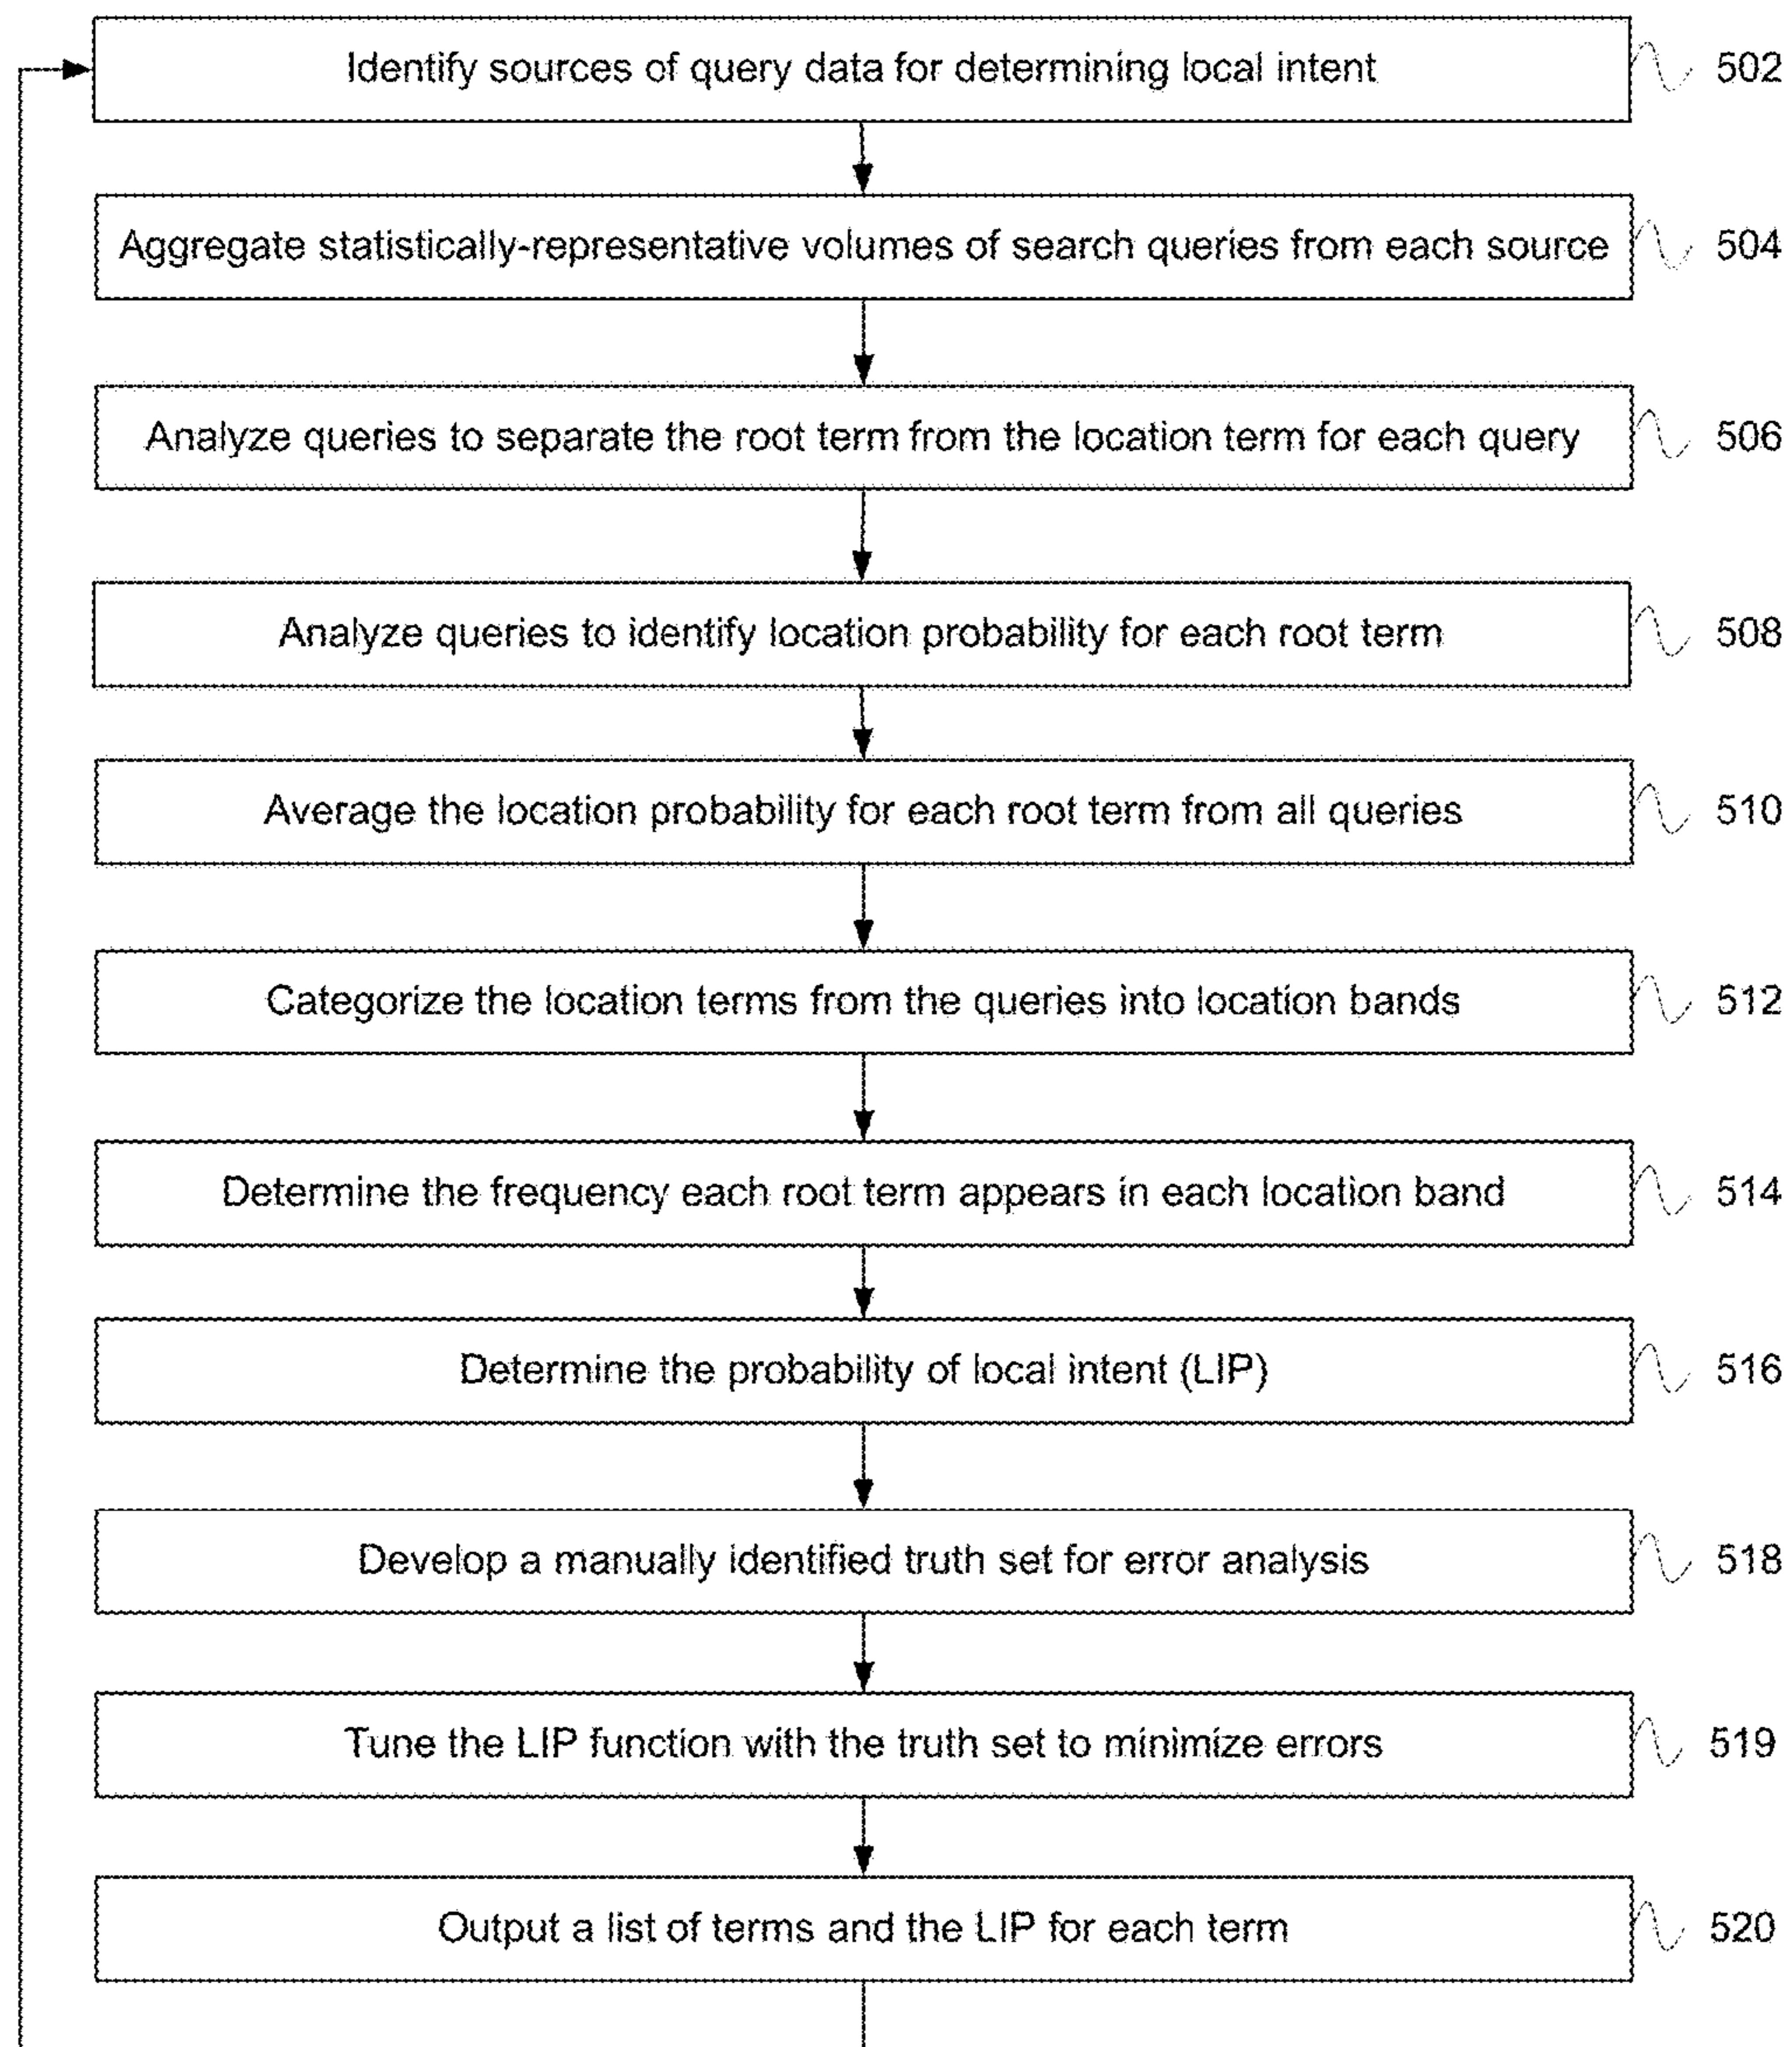 Identify sources of query data for determining local intent 502
Aggregate statistically-representative volumes of search queries from each source 504
Analyze queries to separate the root term from the location term for each query 506
Analyze queries to identify location probability for each root term 508
Average the location probability for each root term from all queries 510
Categorize the location terms from the queries into location bands 512
Determine the frequency each root term appears in each location band 514
Determine the probability of local intent (LIP) 516
Develop a manually identified truth set for error analysis 518
Tune the LIP function with the truth set to minimize errors 519
Output a list of terms and the LIP for each term 520